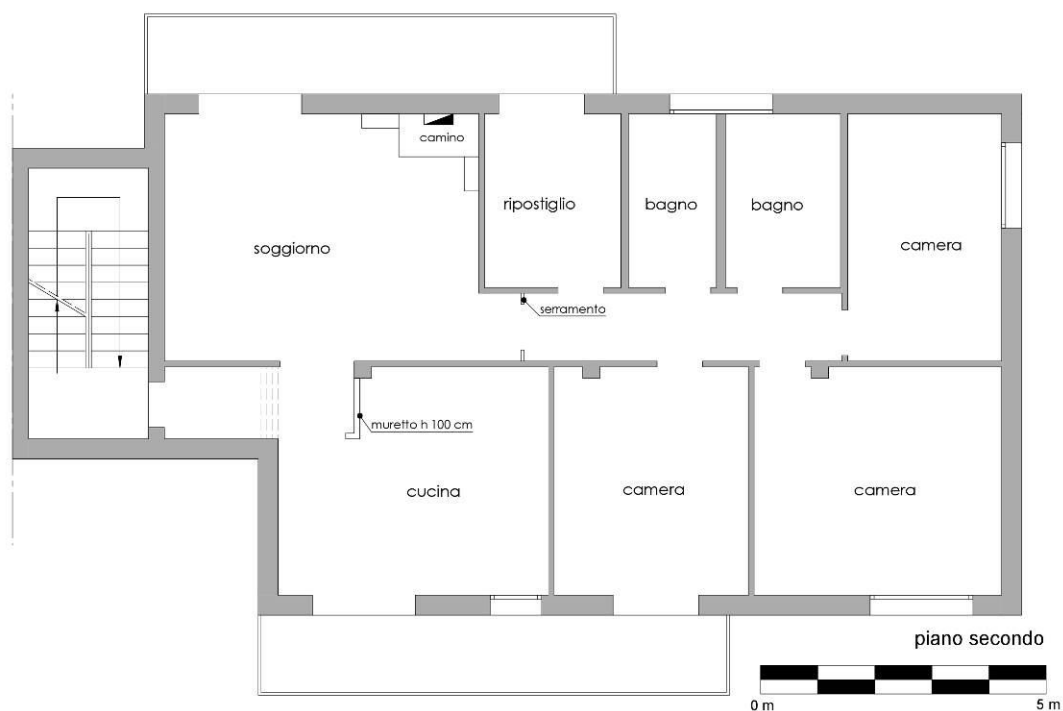 camino
ripostiglio
bagno
bagno
soggiorno
camera
serramento
muretto h 100 cm
cucina
camera
camera
piano secondo
0 m
5 m